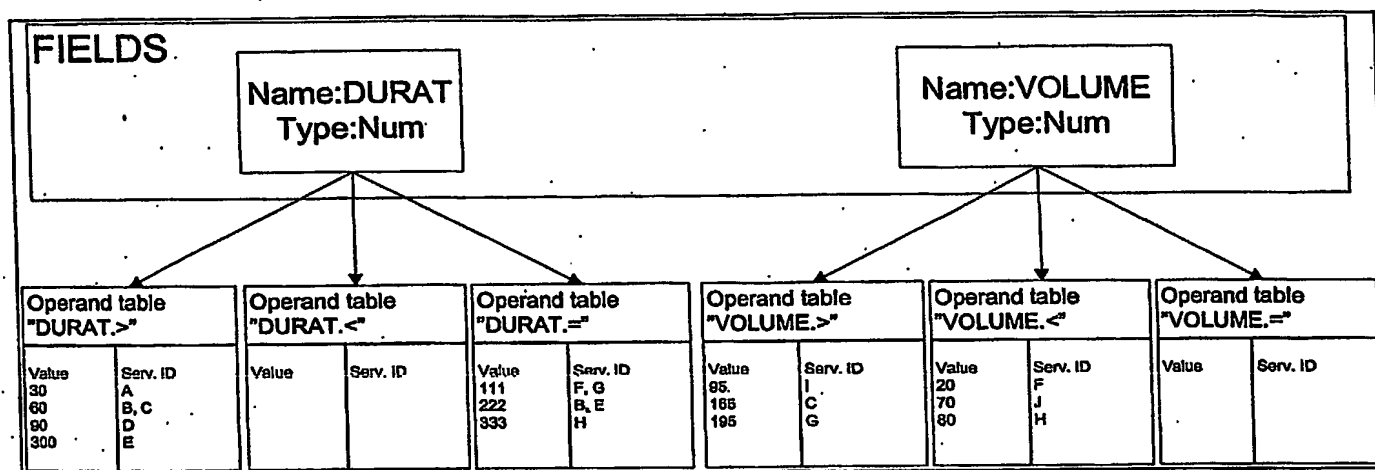 FIELDS
Name:DURAT
Type:Num
Name:VOLUME
Type:Num
Operand table
"DURAT.>"
Value Serv. ID
30 A
60 B, C
90 D
300 E
Operand table
"DURAT.<"
Value Serv. ID
Operand table
"DURAT.="
Value Serv. ID
111 F, G
222 B, E
333 H
Operand table
"VOLUME.>"
Value Serv. ID
95. I
165 C
195 G
Operand table
"VOLUME.<"
Value Serv. ID
20 F
70 J
80 H
Operand table
"VOLUME.="
Value Serv. ID